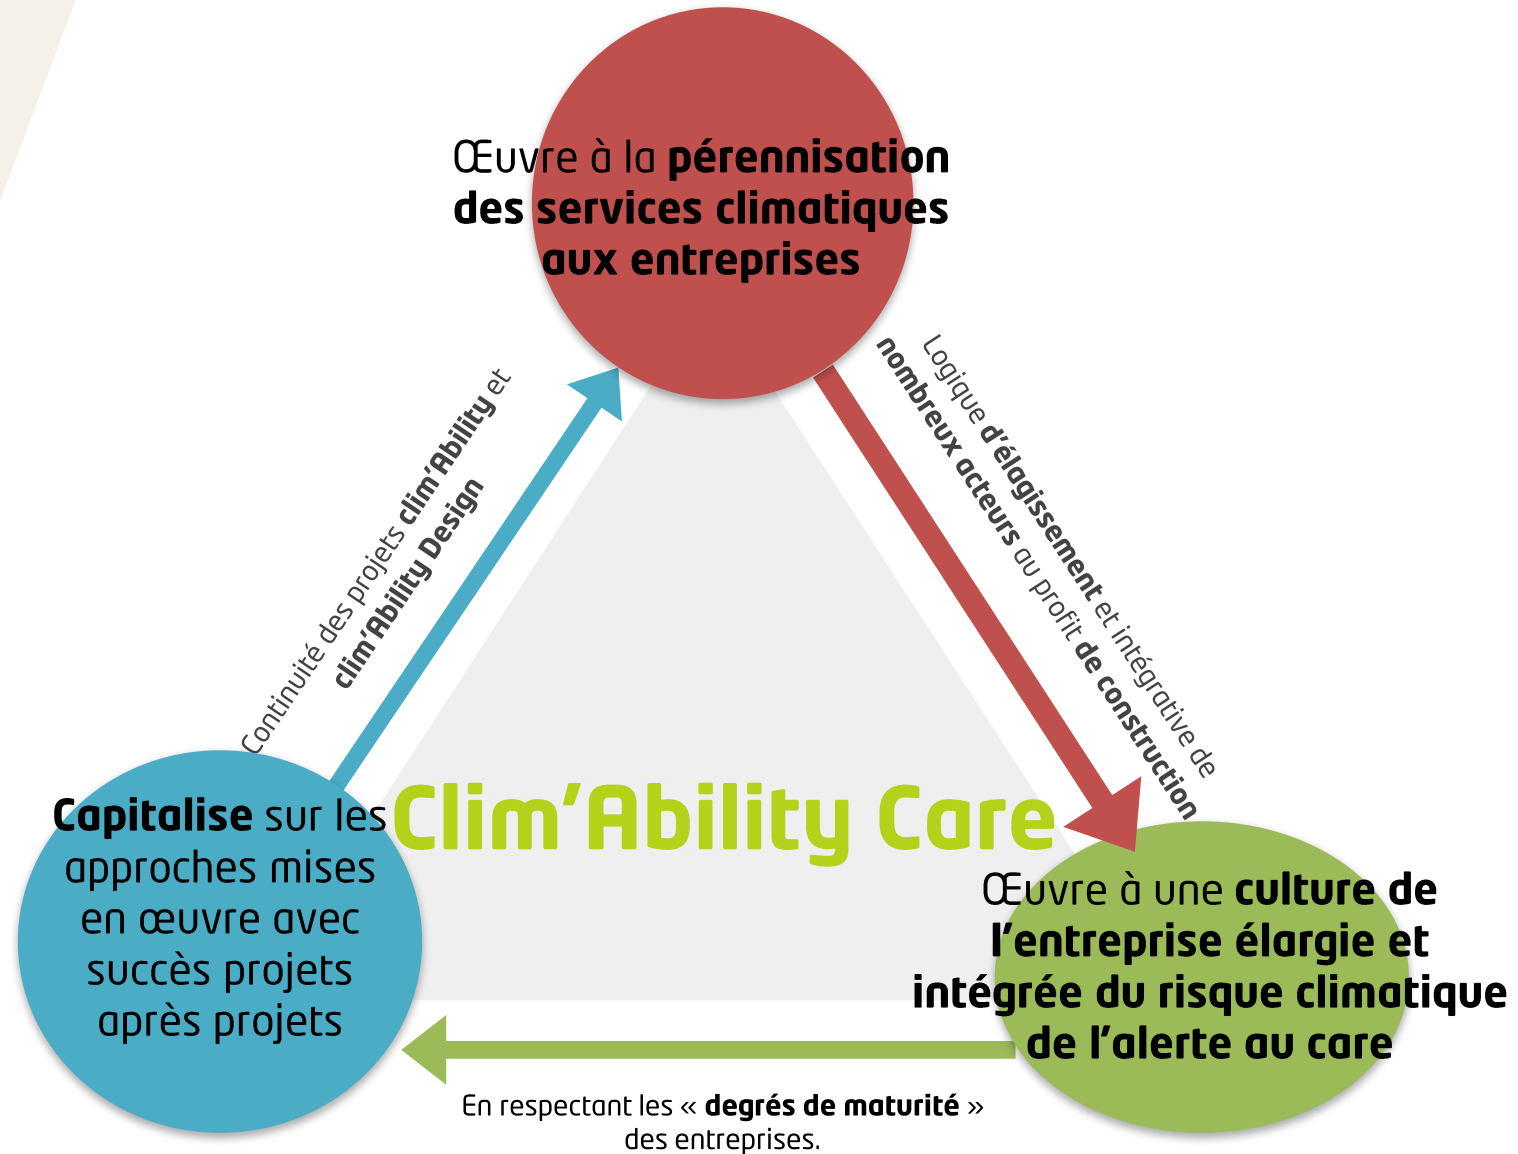 Œuvre à la pérennisation
des services climatiques
aux entreprises
Continuité des projets clim'Ability et
clim'Ability Design
Logique d'élagissement et intégrative de
nombreux acteurs au profit de construction
Clim'Ability Care
Capitalise sur les
approches mises
en œuvre avec
succès projets
après projets
Œuvre à une culture de
l'entreprise élargie et
intégrée du risque climatique
de l'alerte au care
En respectant les « degrés de maturité »
des entreprises.